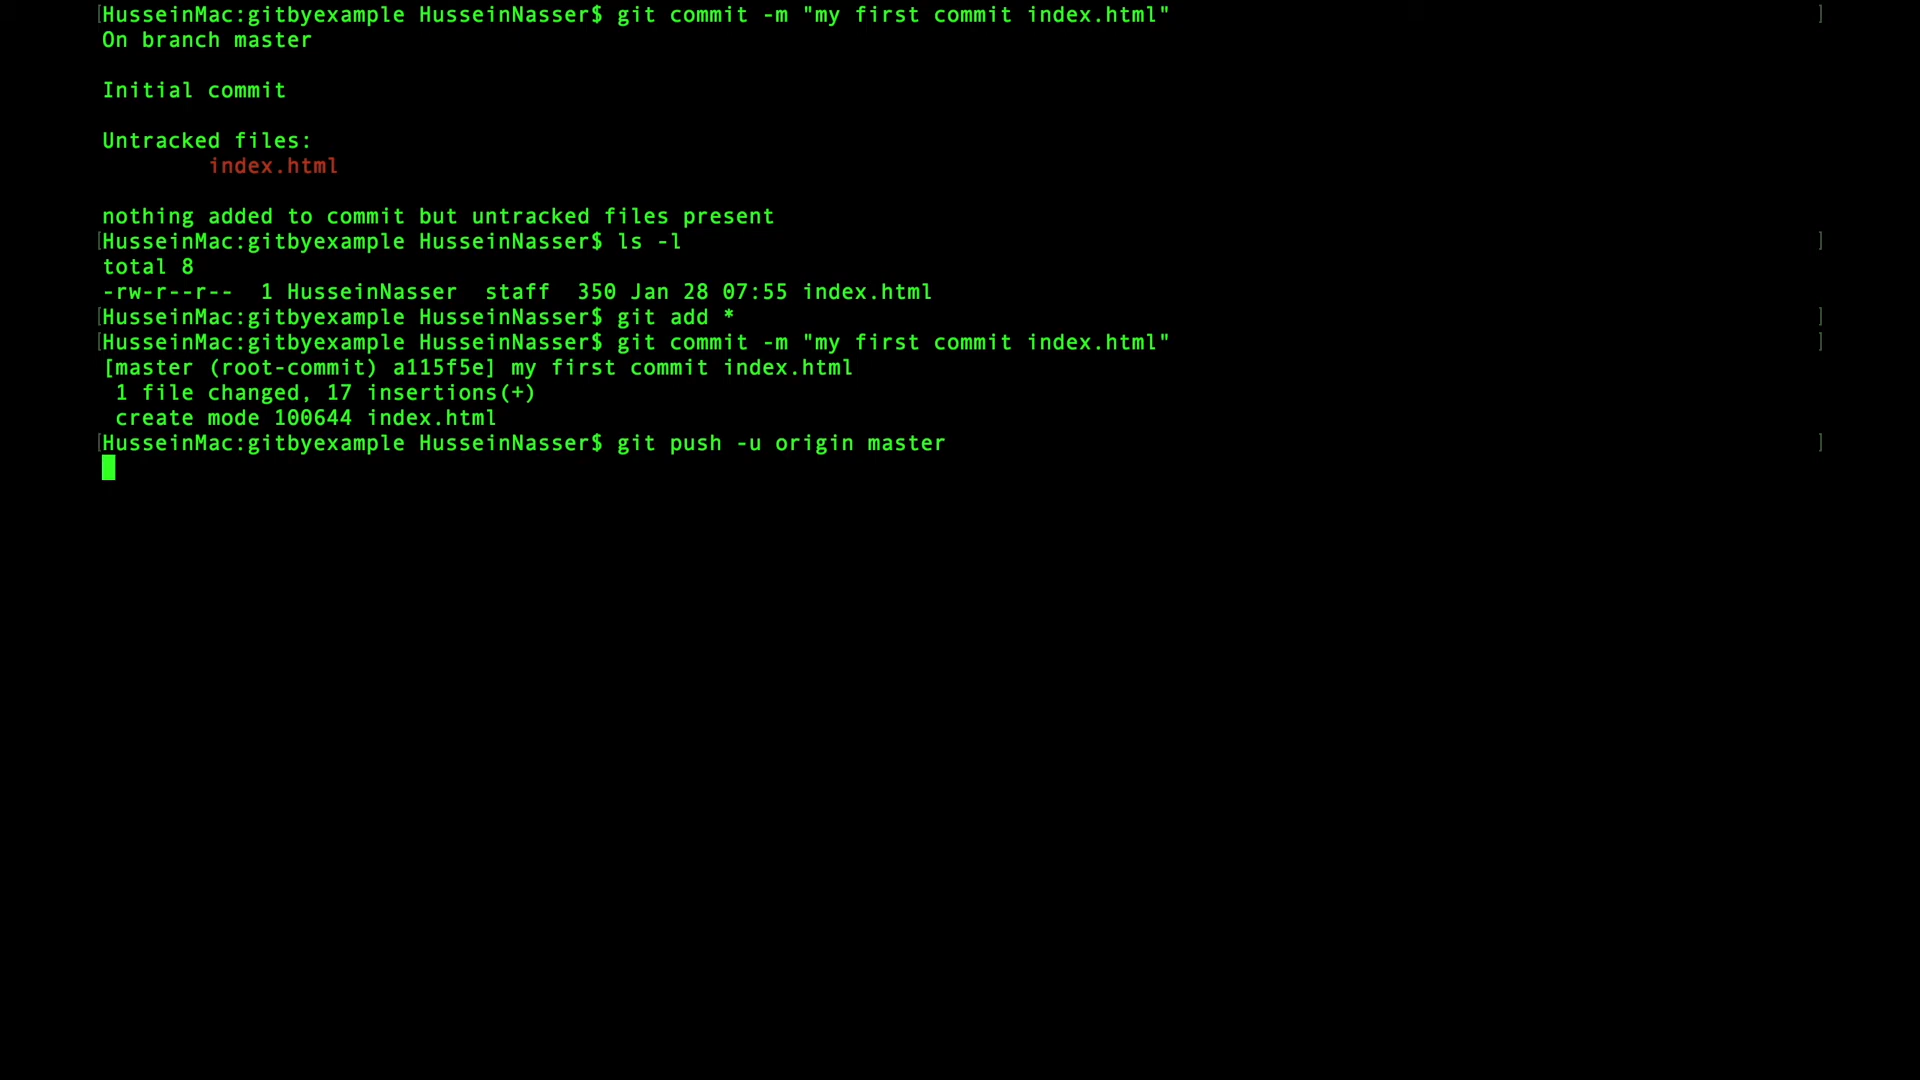 [HusseinMac:gitbyexample HusseinNasser$ git commit -m "my first commit index.html" ]
On branch master
Initial commit
Untracked files:
index.html
nothing added to commit but untracked files present
[HusseinMac:gitbyexample HusseinNasser$ ls -l ]
total 8
-rw-r--r--  1 HusseinNasser  staff  350 Jan 28 07:55 index.html
[HusseinMac:gitbyexample HusseinNasser$ git add * ]
[HusseinMac:gitbyexample HusseinNasser$ git commit -m "my first commit index.html" ]
[master (root-commit) a115f5e] my first commit index.html
1 file changed, 17 insertions(+)
create mode 100644 index.html
[HusseinMac:gitbyexample HusseinNasser$ git push -u origin master ]